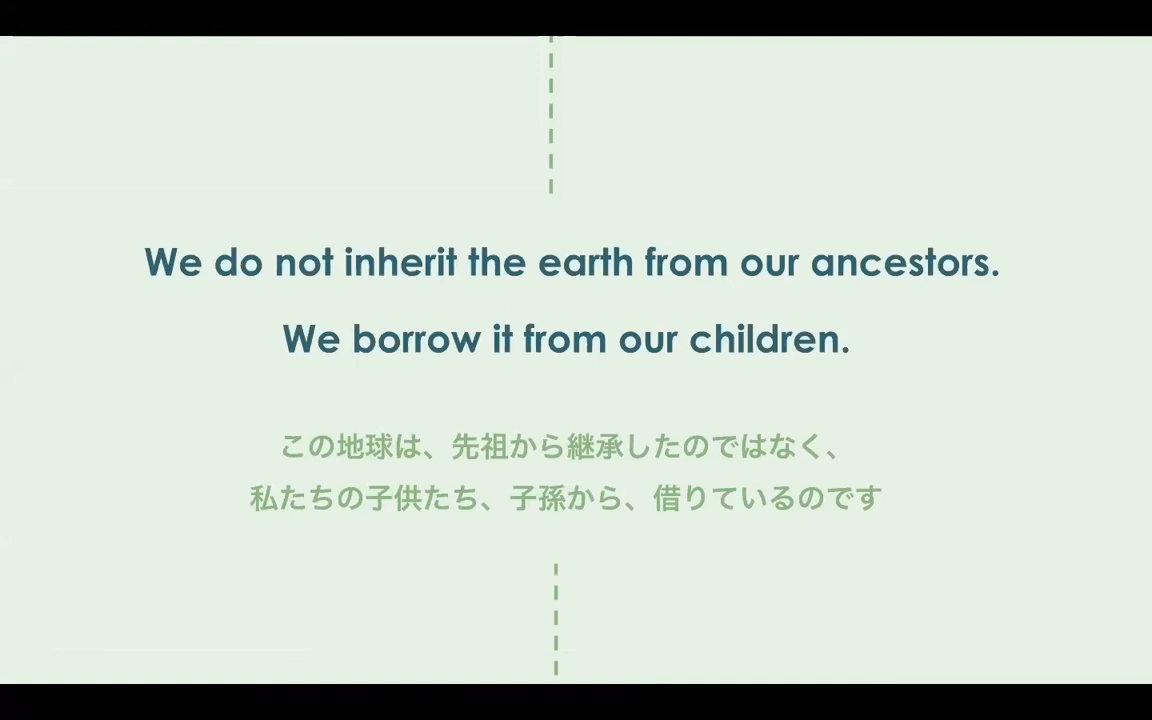 We do not inherit the earth from our ancestors.
We borrow it from our children.
この地球は、先祖から継承したのではなく、
私たちの子供たち、子孫から、借りているのです